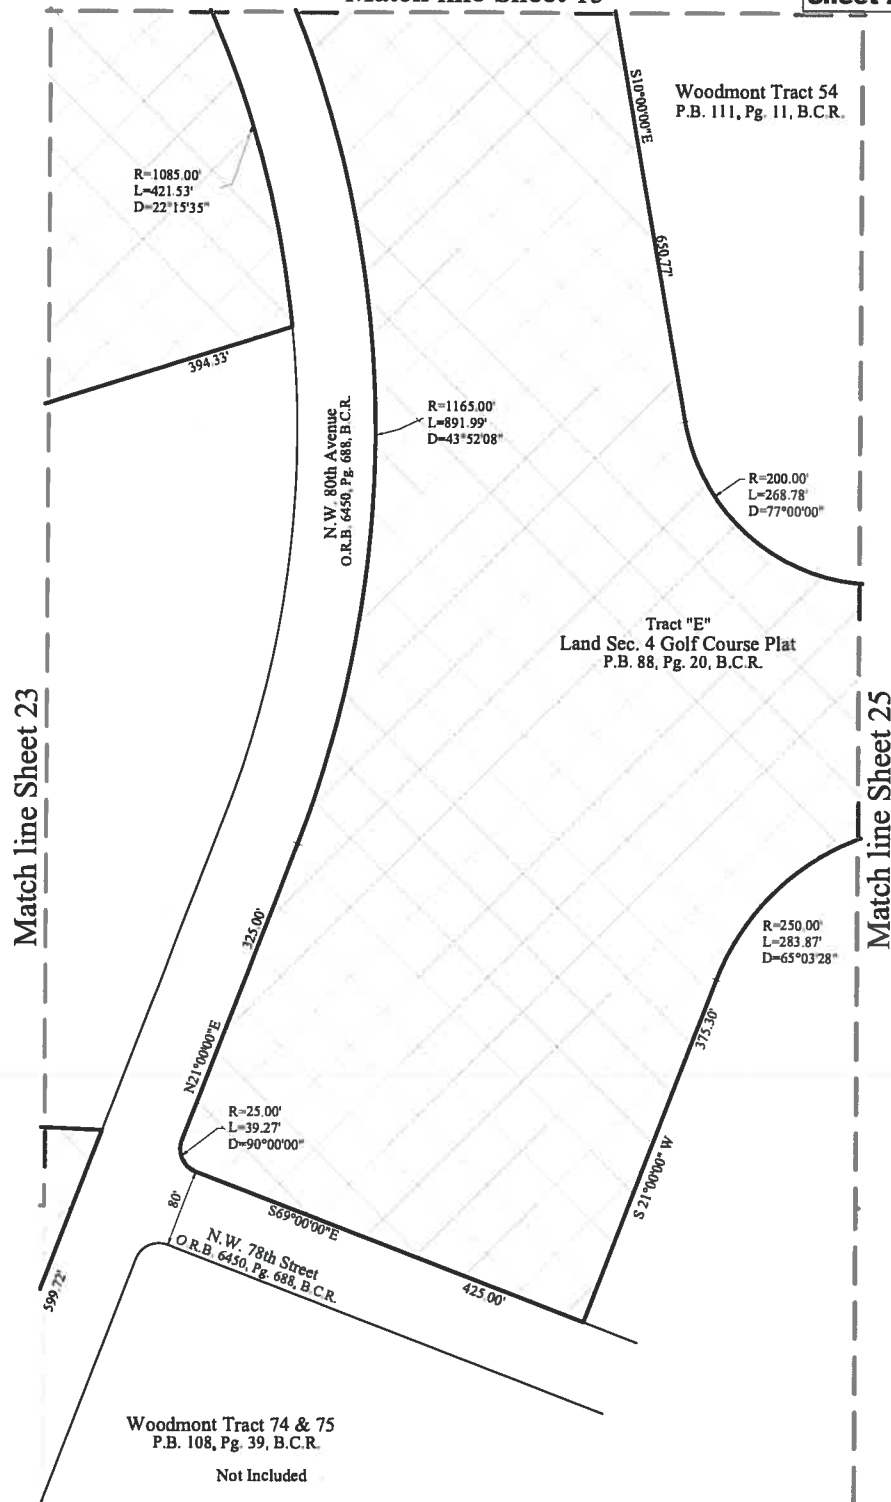 Woodmont Tract 54
P.B. 111, Pg. 11, B.C.R.
S10°00'00"E
650.77'
R=1085.00'
L=421.53'
D=22°15'35"
394.33'
N.W. 80th Avenue
O.R.B. 6450, Pg. 688, B.C.R.
R=1165.00'
L=891.99'
D=43°52'08"
R=200.00'
L=268.78'
D=77°00'00"
Tract "E"
Land Sec. 4 Golf Course Plat
P.B. 88, Pg. 20, B.C.R.
Match line Sheet 23
Match line Sheet 25
325.00'
N21°00'00"E
R=250.00'
L=283.87'
D=65°03'28"
375.30'
S 21°00'00" W
R=25.00'
L=39.27'
D=90°00'00"
80'
S69°00'00"E
425.00'
N.W. 78th Street
O.R.B. 6450, Pg. 688, B.C.R.
599.72'
Woodmont Tract 74 & 75
P.B. 108, Pg. 39, B.C.R.
Not Included